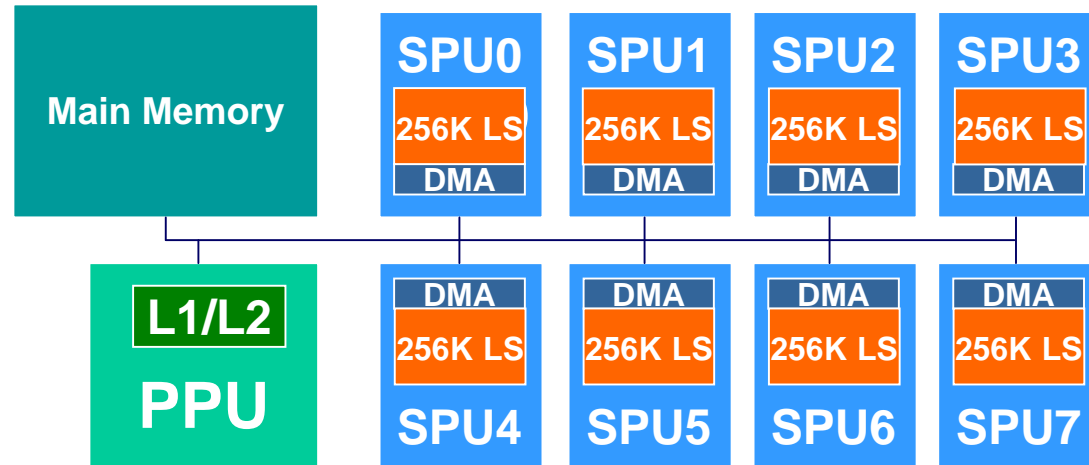 Main Memory
SPU0
256K LS
DMA
SPU1
256K LS
DMA
SPU2
256K LS
DMA
SPU3
256K LS
DMA
L1/L2
PPU
DMA
256K LS
SPU4
DMA
256K LS
SPU5
DMA
256K LS
SPU6
DMA
256K LS
SPU7